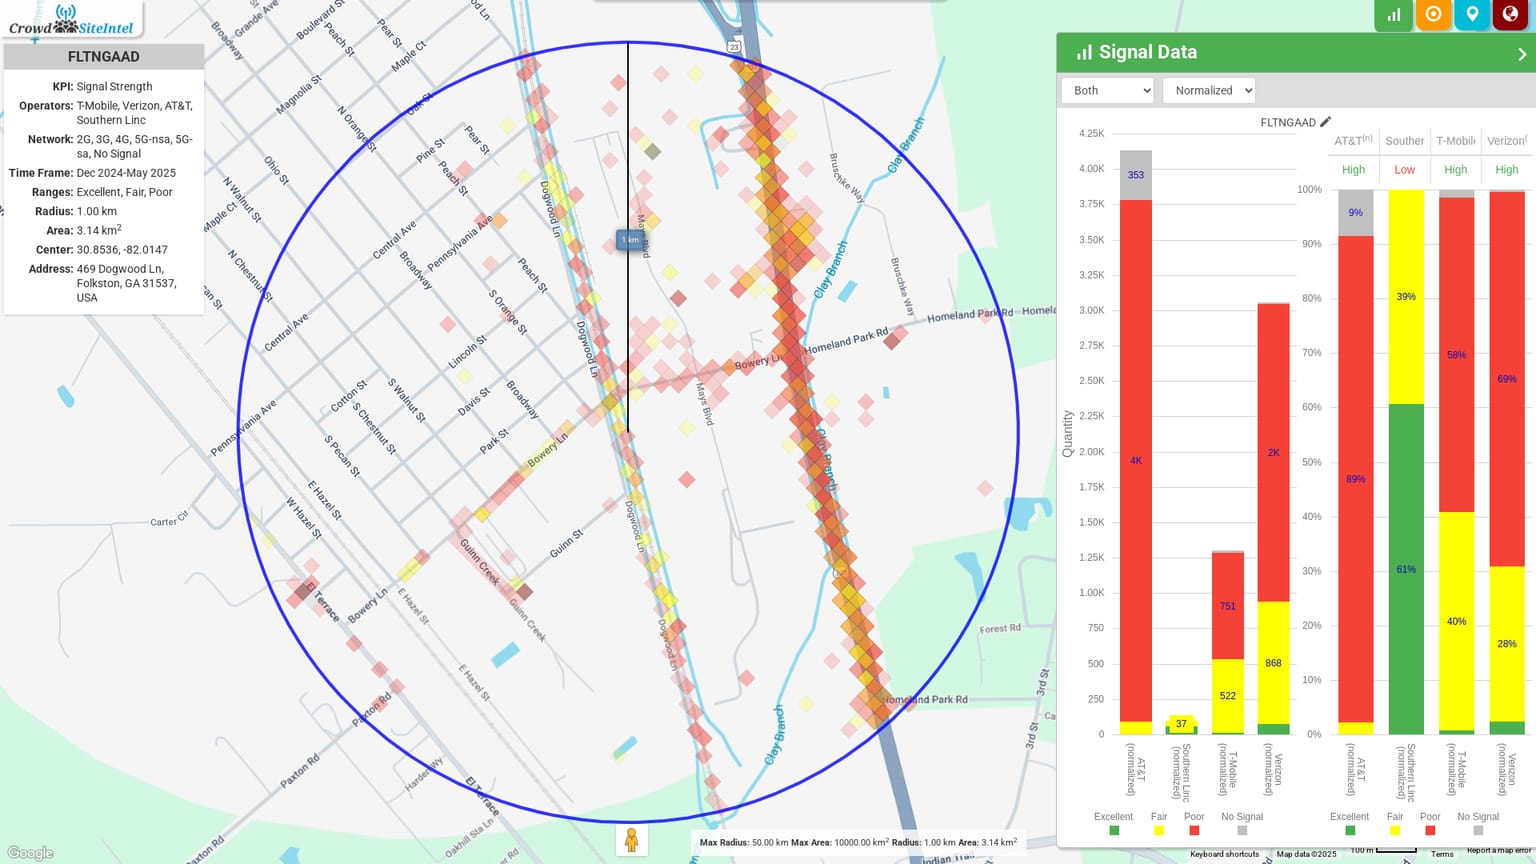 Crowd SiteIntel
FLTNGAAD
KPI: Signal Strength
Operators: T-Mobile, Verizon, AT&T,
Southern Linc
Network: 2G, 3G, 4G, 5G-nsa, 5G-
sa, No Signal
Time Frame: Dec 2024-May 2025
Ranges: Excellent, Fair, Poor
Radius: 1.00 km
Area: 3.14 km²
Center: 30.8536, -82.0147
Address: 469 Dogwood Ln,
Folkston, GA 31537,
USA
Grande Ave
Boulevard St
Broadway
Peach St
Pear St
Maple Ct
Magnolia St
Oak St
N Orange St
Pine St
Pear St
Peach St
Ohio St
N Walnut St
Maple Ct
N Chestnut St
Central Ave
Pennsylvania Ave
Broadway
Peach St
S Orange St
Central Ave
Lincoln St
Cotton St
S Walnut St
S Chestnut St
S Pecan St
Davis St
Broadway
Park St
Pennsylvania Ave
Bowery Ln
E Hazel St
W Hazel St
Carter Cir
Guinn St
Guinn Creek
Guinn Creek
El Terrace
Bowery Ln
E Hazel St
E Hazel St
Paxton Rd
Paxton Rd
Harder Wy
El Terrace
Oakhill Sta Ln
Paxton Rd
Dogwood Ln
Dogwood Ln
Dogwood Ln
Dogwood Ln
1 km
Mays Blvd
Bowery Ln
Homeland Park Rd
Homeland Park Rd
Bruschke Way
Bruschke Way
Clay Branch
Clay Branch
Clay Branch
Clay Branch
23
Forest Rd
Homeland Park Rd
3rd St
3rd St
Google
Max Radius: 50.00 km Max Area: 10000.00 km² Radius: 1.00 km Area: 3.14 km²
Keyboard shortcuts
Map data ©2025
100 m
Terms
Report a map error
Signal Data
Both
Normalized
FLTNGAAD
Quantity
4.25K
4.00K
3.75K
3.50K
3.25K
3.00K
2.75K
2.50K
2.25K
2.00K
1.75K
1.50K
1.25K
1.00K
750
500
250
0
353
4K
37
751
522
2K
868
AT&T
(normalized)
Southern Linc
(normalized)
T-Mobile
(normalized)
Verizon
(normalized)
Excellent
Fair
Poor
No Signal
AT&T(n)
Souther
T-Mobile
Verizon(
High
Low
High
High
100%
90%
80%
70%
60%
50%
40%
30%
20%
10%
0%
9%
89%
39%
61%
58%
40%
69%
28%
AT&T
(normalized)
Southern Linc
(normalized)
T-Mobile
(normalized)
Verizon
(normalized)
Excellent
Fair
Poor
No Signal